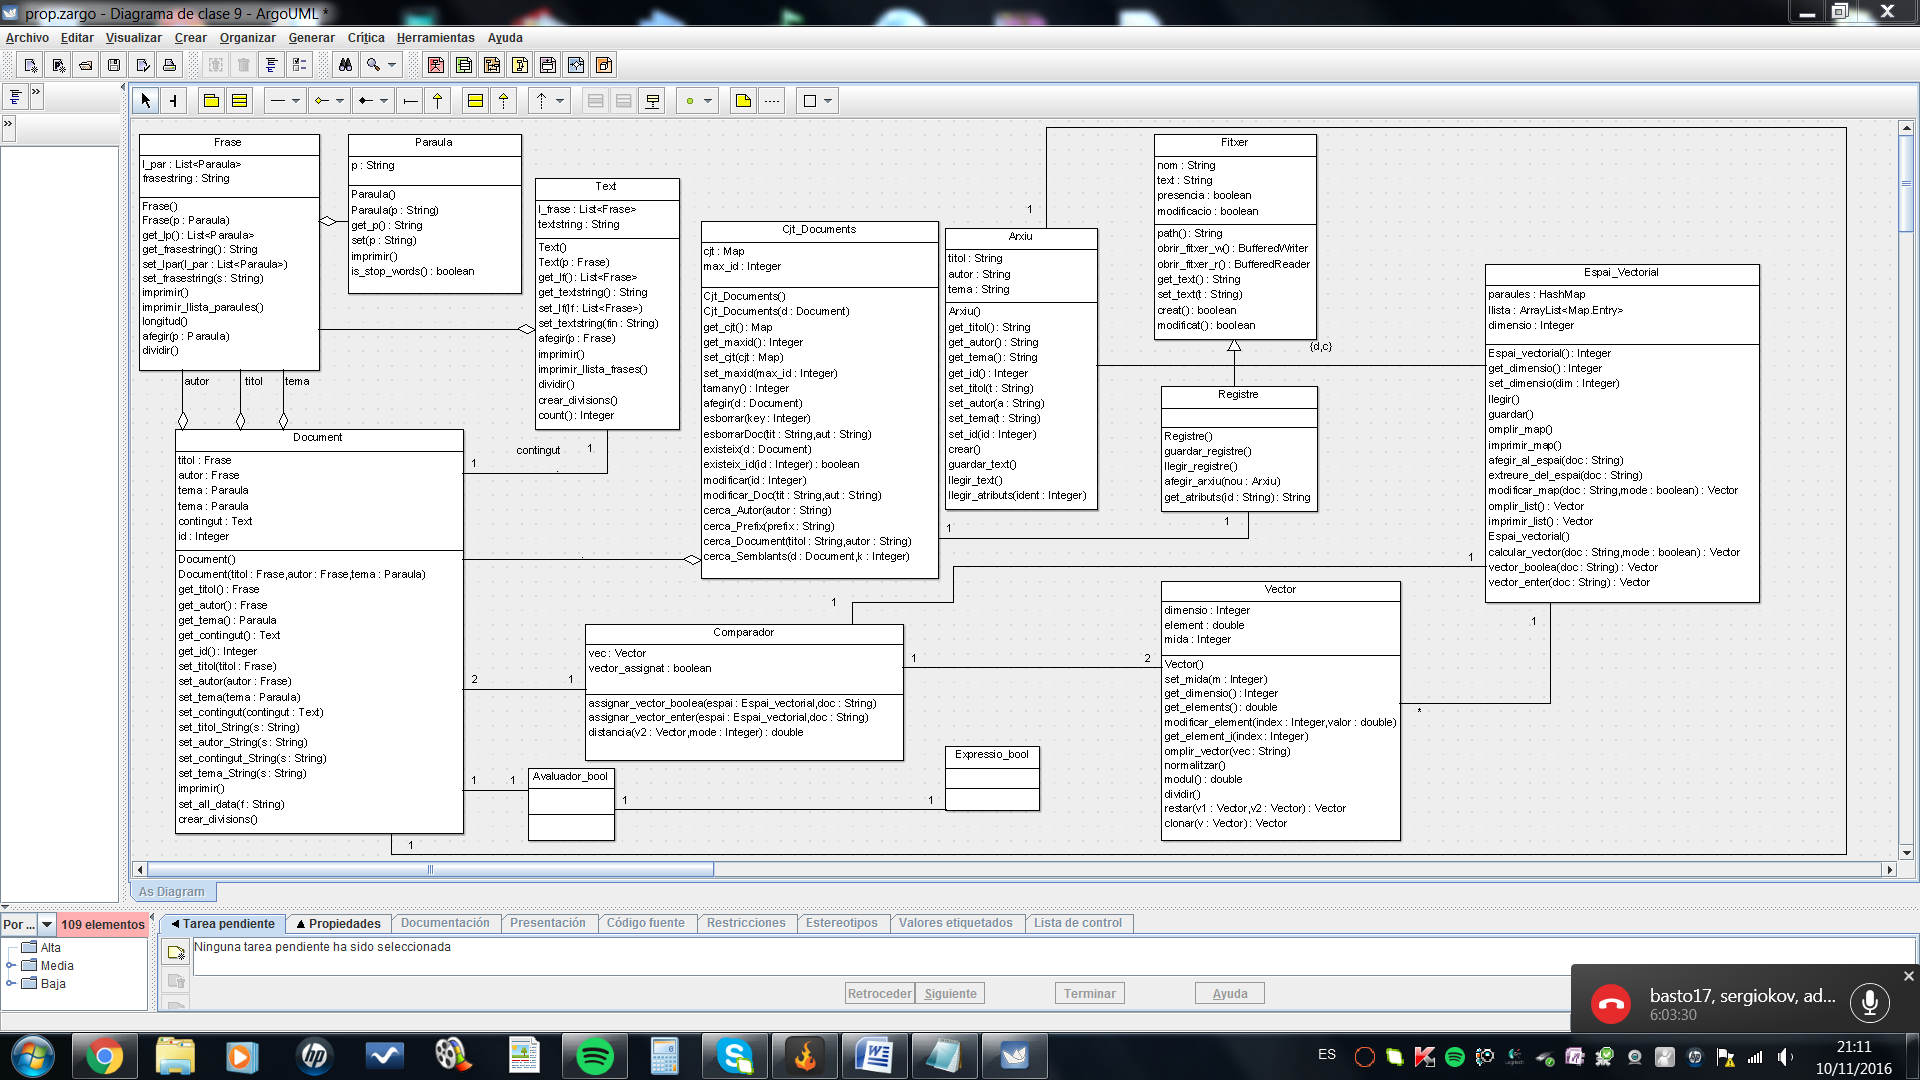 prop.zargo - Diagrama de clase 9 - ArgoUML *
Archivo Editar Visualizar Crear Organizar Generar Crítica Herramientas Ayuda
Frase
l_par : List<Paraula>
frasestring : String
Frase()
Frase(p : Paraula)
get_lp() : List<Paraula>
get_frasestring() : String
set_lpar(l_par : List<Paraula>)
set_frasestring(s : String)
imprimir()
imprimir_llista_paraules()
longitud()
afegir(p : Paraula)
dividir()
Paraula
p : String
Paraula()
Paraula(p : String)
get_p() : String
set(p : String)
imprimir()
is_stop_words() : boolean
Text
l_frase : List<Frase>
textstring : String
Text()
Text(p : Frase)
get_lf() : List<Frase>
get_textstring() : String
set_lf(lf : List<Frase>)
set_textstring(fin : String)
afegir(p : Frase)
imprimir()
imprimir_llista_frases()
dividir()
crear_divisions()
count() : Integer
Cjt_Documents
cjt : Map
max_id : Integer
Cjt_Documents()
Cjt_Documents(d : Document)
get_cjt() : Map
get_maxid() : Integer
set_cjt(cjt : Map)
set_maxid(max_id : Integer)
tamany() : Integer
afegir(d : Document)
esborrar(key : Integer)
esborrarDoc(tit : String,aut : String)
existeix(d : Document)
existeix_id(id : Integer) : boolean
modificar(id : Integer)
modificar_Doc(tit : String,aut : String)
cerca_Autor(autor : String)
cerca_Prefix(prefix : String)
cerca_Document(titol : String,autor : String)
cerca_Semblants(d : Document,k : Integer)
1
Arxiu
titol : String
autor : String
tema : String
Arxiu()
get_titol() : String
get_autor() : String
get_tema() : String
get_id() : Integer
set_titol(t : String)
set_autor(a : String)
set_tema(t : String)
set_id(id : Integer)
crear()
guardar_text()
llegir_text()
llegir_atributs(ident : Integer)
Fitxer
nom : String
text : String
presencia : boolean
modificacio : boolean
path() : String
obrir_fitxer_w() : BufferedWriter
obrir_fitxer_r() : BufferedReader
get_text() : String
set_text(t : String)
creat() : boolean
modificat() : boolean
{d,c}
Registre
Registre()
guardar_registre()
llegir_registre()
afegir_arxiu(nou : Arxiu)
get_atributs(id : String) : String
1
1
Espai_Vectorial
paraules : HashMap
llista : ArrayList<Map.Entry>
dimensio : Integer
Espai_vectorial() : Integer
get_dimensio() : Integer
set_dimensio(dim : Integer)
llegir()
guardar()
omplir_map()
imprimir_map()
afegir_al_espai(doc : String)
extreure_del_espai(doc : String)
modificar_map(doc : String,mode : boolean) : Vector
omplir_list() : Vector
imprimir_list() : Vector
Espai_vectorial()
calcular_vector(doc : String,mode : boolean) : Vector
vector_boolea(doc : String) : Vector
vector_enter(doc : String) : Vector
1
1
*
autor
titol
tema
contingut
1
1
Document
titol : Frase
autor : Frase
tema : Paraula
tema : Paraula
contingut : Text
id : Integer
Document()
Document(titol : Frase,autor : Frase,tema : Paraula)
get_titol() : Frase
get_autor() : Frase
get_tema() : Paraula
get_contingut() : Text
get_id() : Integer
set_titol(titol : Frase)
set_autor(autor : Frase)
set_tema(tema : Paraula)
set_contingut(contingut : Text)
set_titol_String(s : String)
set_autor_String(s : String)
set_contingut_String(s : String)
set_tema_String(s : String)
imprimir()
set_all_data(f : String)
crear_divisions()
2
1
1
1
1
1
Comparador
vec : Vector
vector_assignat : boolean
assignar_vector_boolea(espai : Espai_vectorial,doc : String)
assignar_vector_enter(espai : Espai_vectorial,doc : String)
distancia(v2 : Vector,mode : Integer) : double
1
2
Avaluador_bool
1
1
Expressio_bool
Vector
dimensio : Integer
element : double
mida : Integer
Vector()
set_mida(m : Integer)
get_dimensio() : Integer
get_elements() : double
modificar_element(index : Integer,valor : double)
get_element_i(index : Integer)
omplir_vector(vec : String)
normalitzar()
modul() : double
dividir()
restar(v1 : Vector,v2 : Vector) : Vector
clonar(v : Vector) : Vector
As Diagram
Por ... 109 elementos
Alta
Media
Baja
Tarea pendiente Propiedades Documentación Presentación Código fuente Restricciones Estereotipos Valores etiquetados Lista de control
Ninguna tarea pendiente ha sido seleccionada
Retroceder Siguiente Terminar Ayuda
basto17, sergiokov, ad...
6:03:30
ES
21:11
10/11/2016